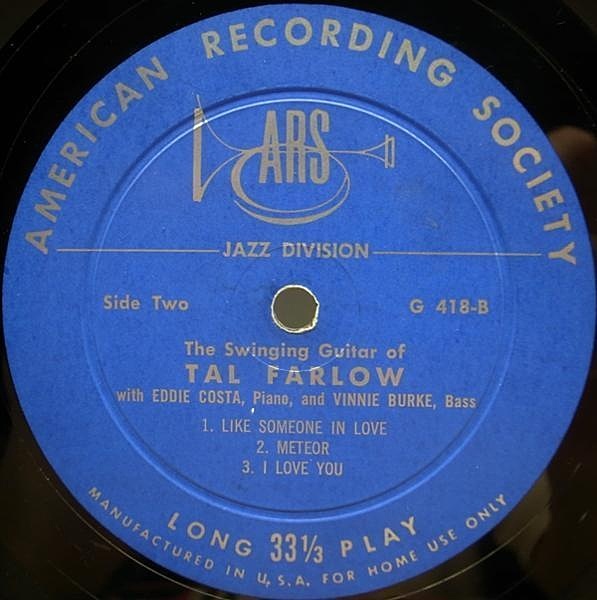 AMERICAN RECORDING SOCIETY
ARS
JAZZ DIVISION
Side Two
G 418-B
The Swinging Guitar of
TAL FARLOW
with EDDIE COSTA, Piano, and VINNIE BURKE, Bass
1. LIKE SOMEONE IN LOVE
2. METEOR
3. I LOVE YOU
LONG 33⅓ PLAY
MANUFACTURED IN U.S.A. FOR HOME USE ONLY